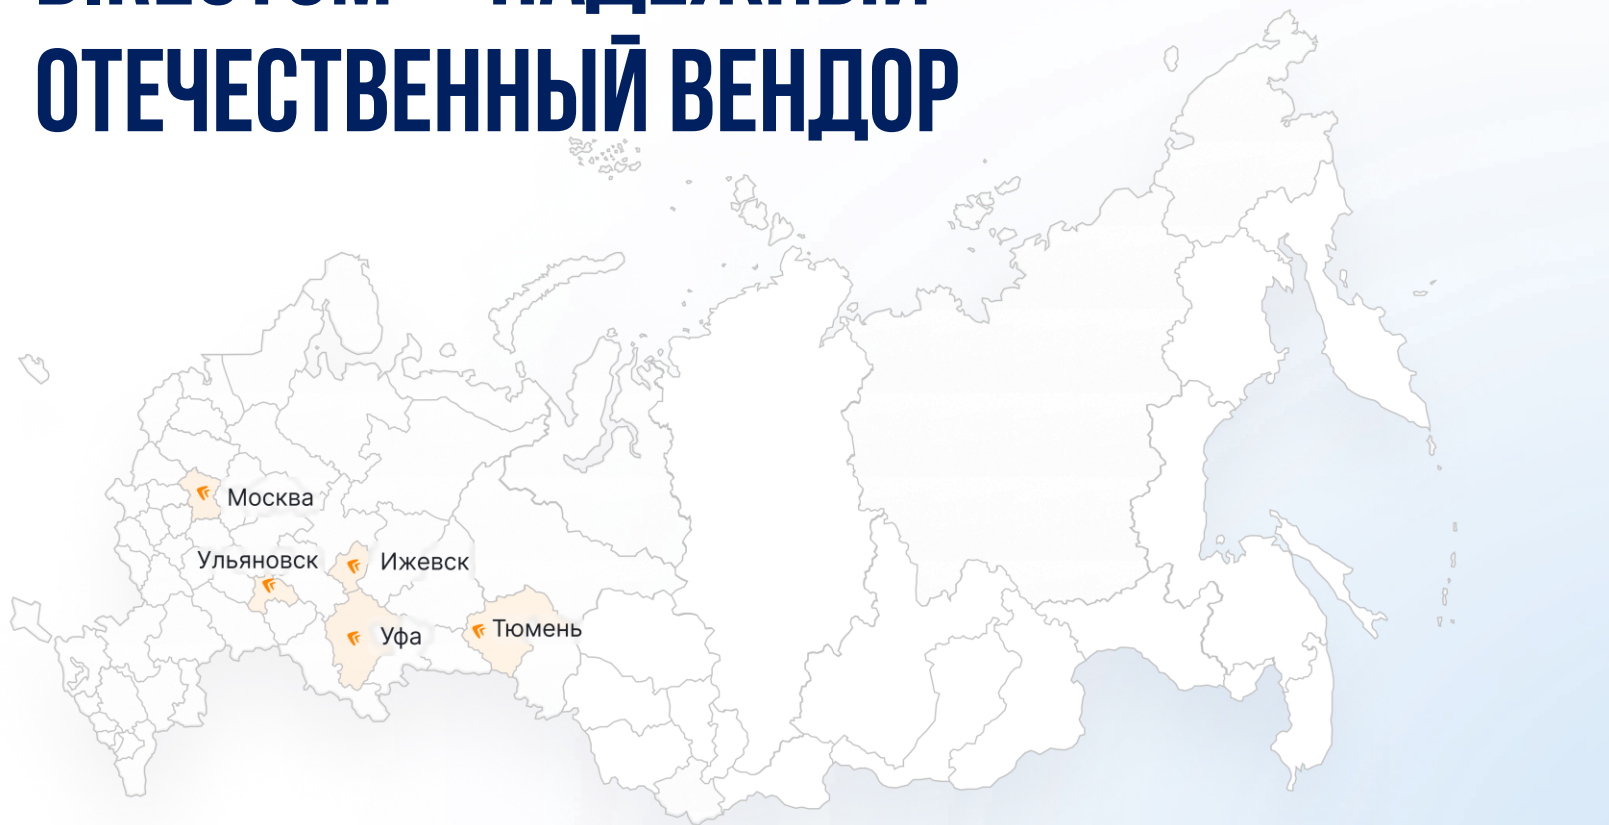 ОТЕЧЕСТВЕННЫЙ ВЕНДОР
Москва
Ульяновск
Ижевск
Уфа
Тюмень